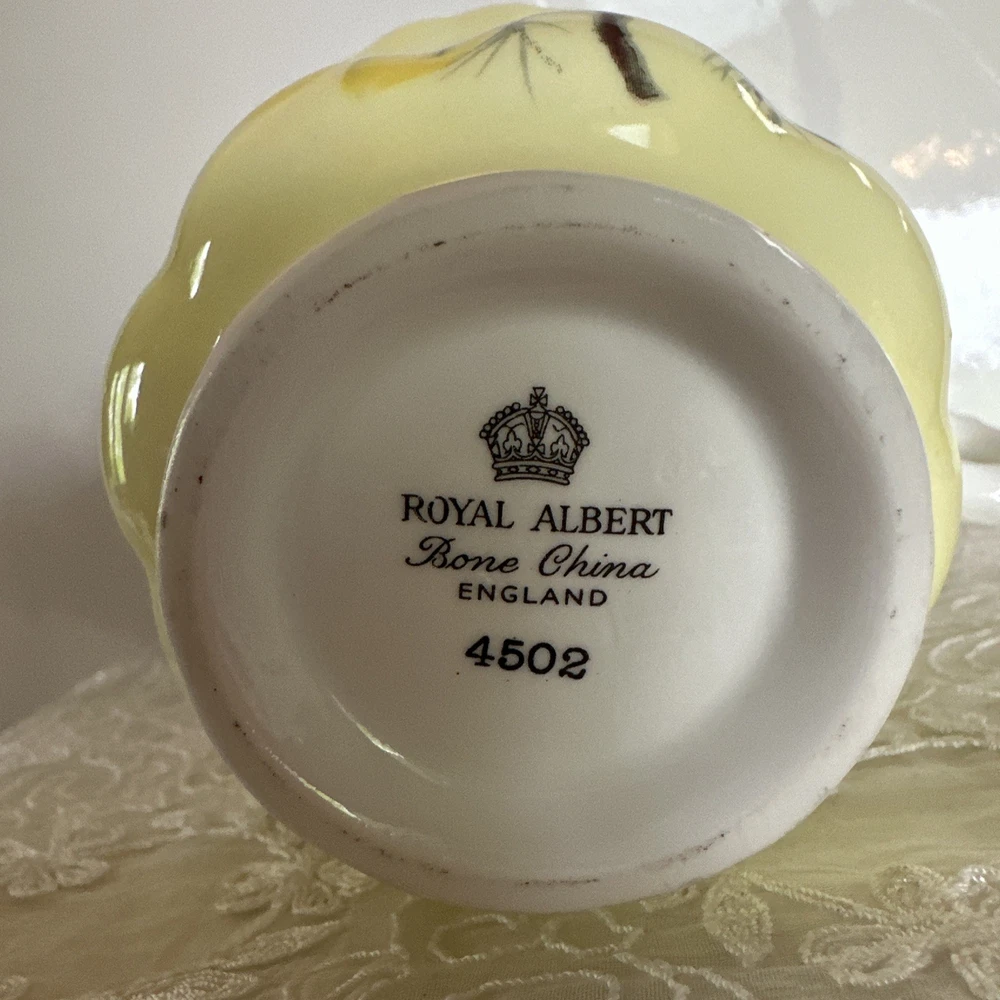 ROYAL ALBERT
Bone China
ENGLAND
4502